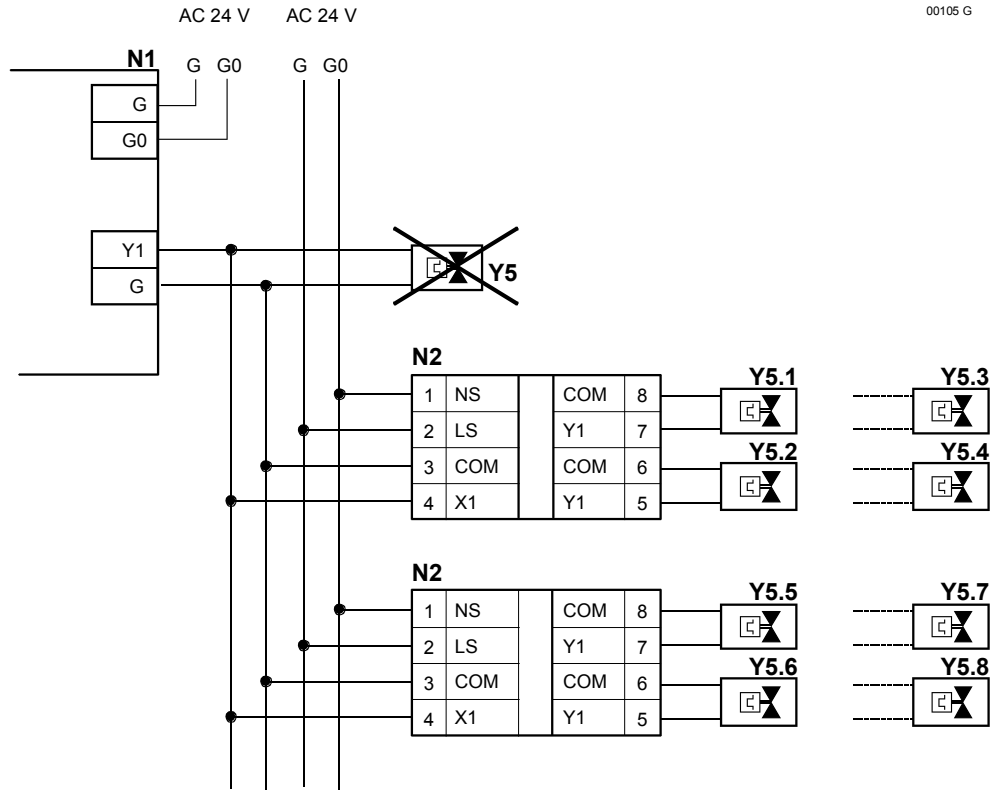 AC 24 V AC 24 V
00105 G
N1 G G0 G G0
G
G0
Y1
G
Y5
N2
Y5.1 Y5.3
1 NS COM 8
2 LS Y1 7
Y5.2 Y5.4
3 COM COM 6
4 X1 Y1 5
N2
Y5.5 Y5.7
1 NS COM 8
2 LS Y1 7
Y5.6 Y5.8
3 COM COM 6
4 X1 Y1 5